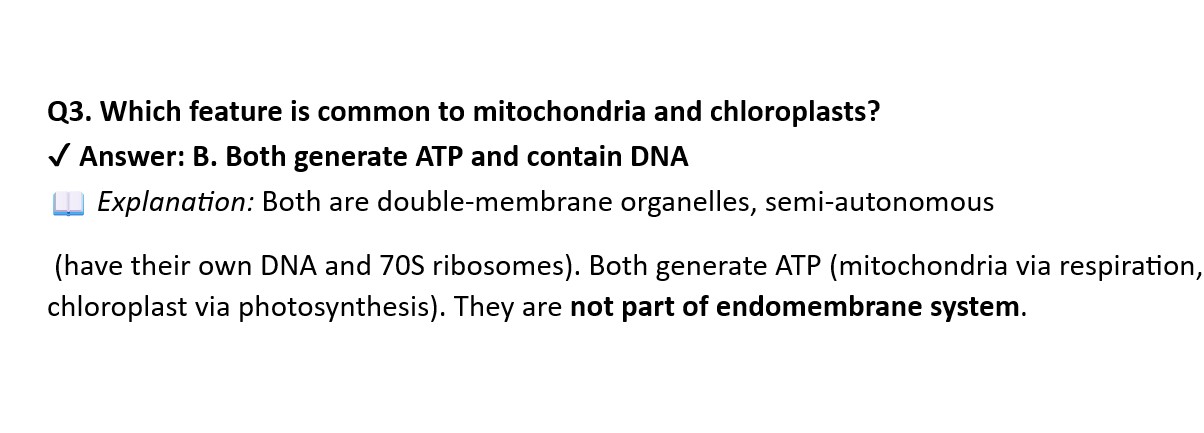 Q3. Which feature is common to mitochondria and chloroplasts?
✓ Answer: B. Both generate ATP and contain DNA
📖 Explanation: Both are double-membrane organelles, semi-autonomous
(have their own DNA and 70S ribosomes). Both generate ATP (mitochondria via respiration,
chloroplast via photosynthesis). They are not part of endomembrane system.